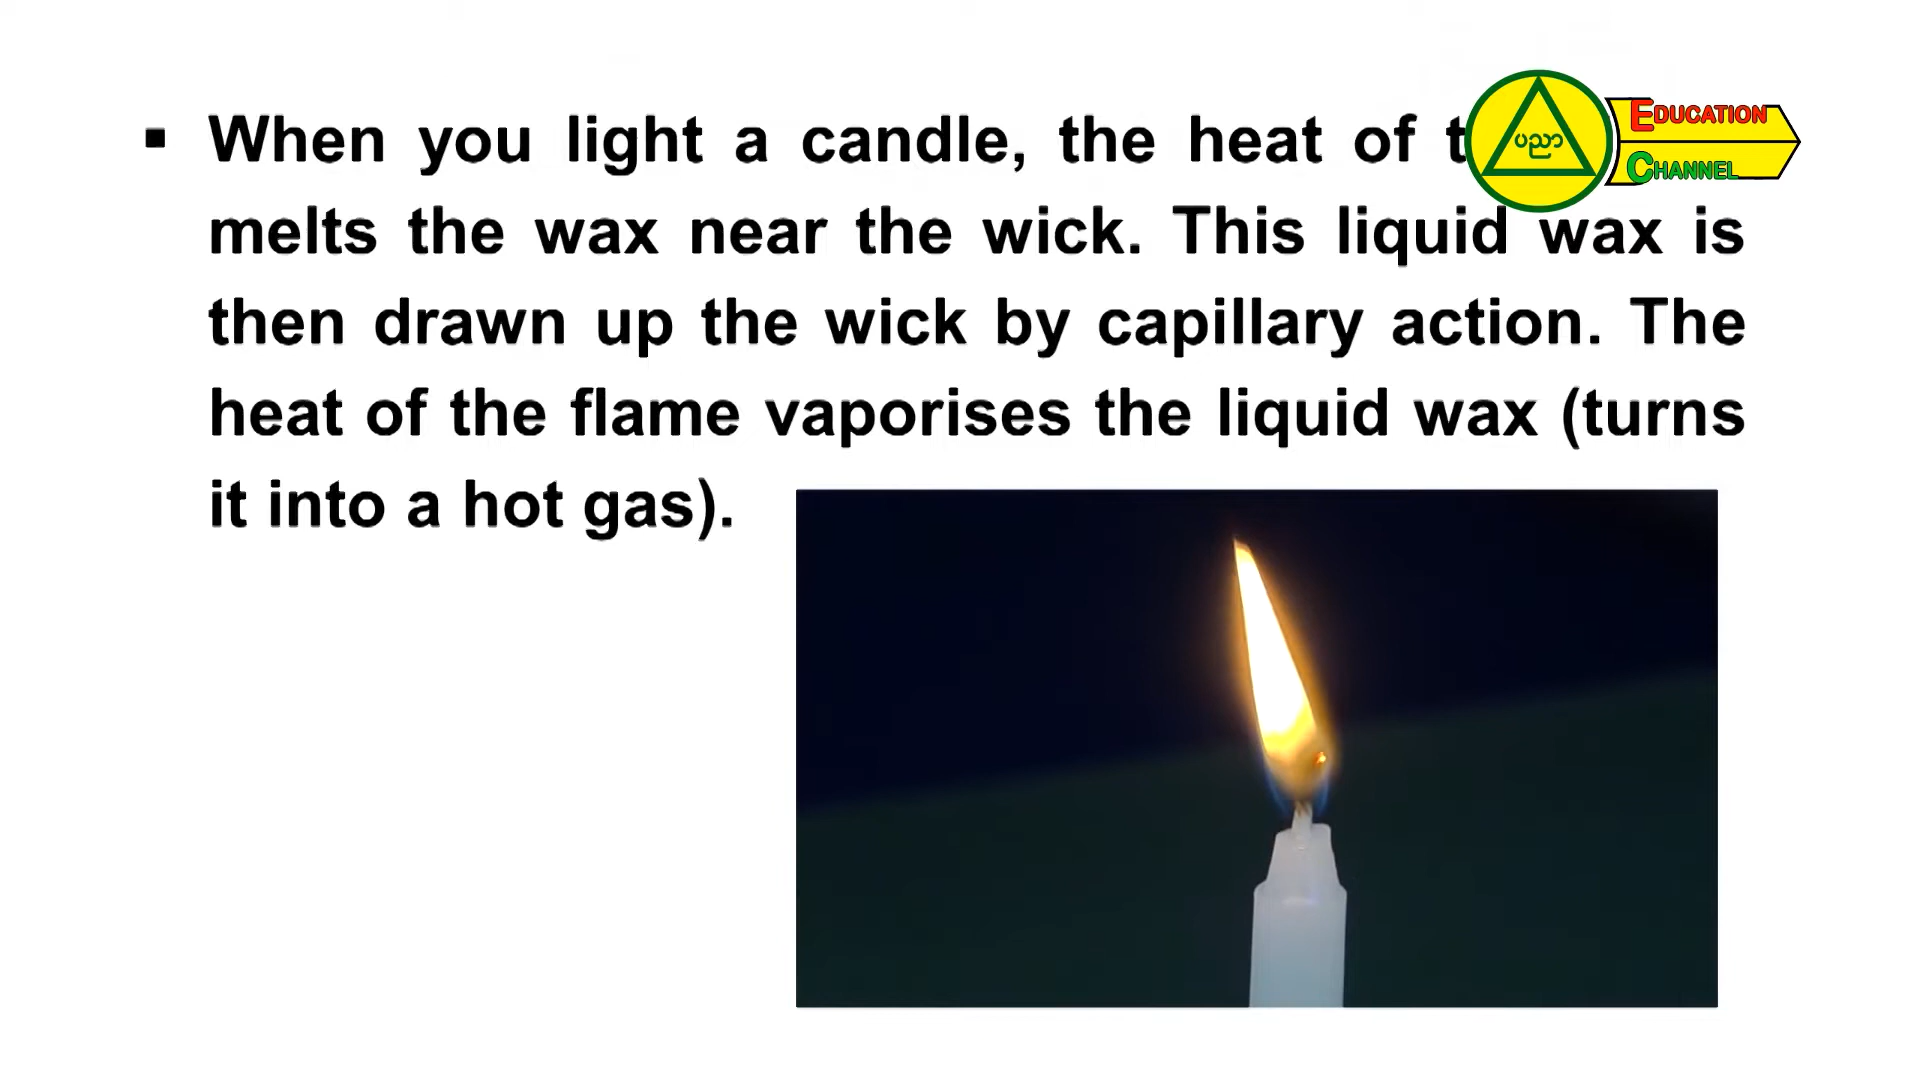 ▪ When you light a candle, the heat of
melts the wax near the wick. This liquid wax is
then drawn up the wick by capillary action. The
heat of the flame vaporises the liquid wax (turns
it into a hot gas).
ပညာ
EDUCATION
CHANNEL